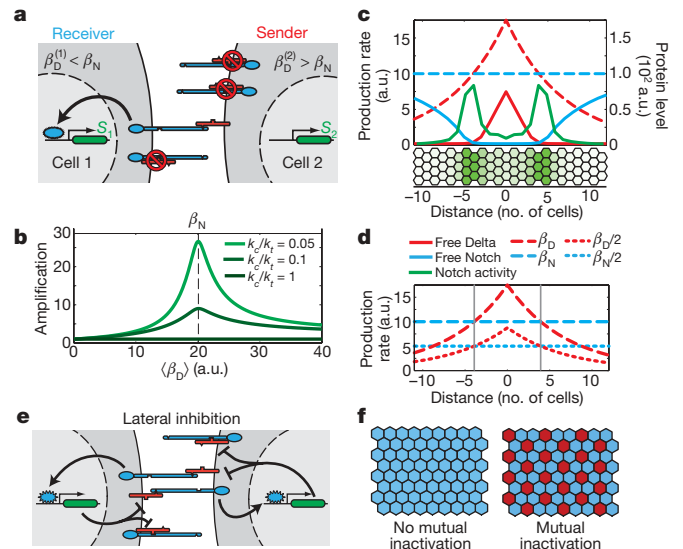 a
Receiver
Sender
β_D^(1) < β_N
β_D^(2) > β_N
S_1
S_2
Cell 1
Cell 2
b
β_N
Amplification
30
20
10
0
k_c/k_t = 0.05
k_c/k_t = 0.1
k_c/k_t = 1
0 10 20 30 40
⟨β_D⟩ (a.u.)
c
Production rate
(a.u.)
15
10
5
0
1.5
1.0
0.5
0
Protein level
(10² a.u.)
−10 −5 0 5 10
Distance (no. of cells)
d
Free Delta
Free Notch
Notch activity
β_D
β_N
β_D/2
β_N/2
Production
rate (a.u.)
15
10
5
0
−10 −5 0 5 10
Distance (no. of cells)
e
Lateral inhibition
f
No mutual
inactivation
Mutual
inactivation